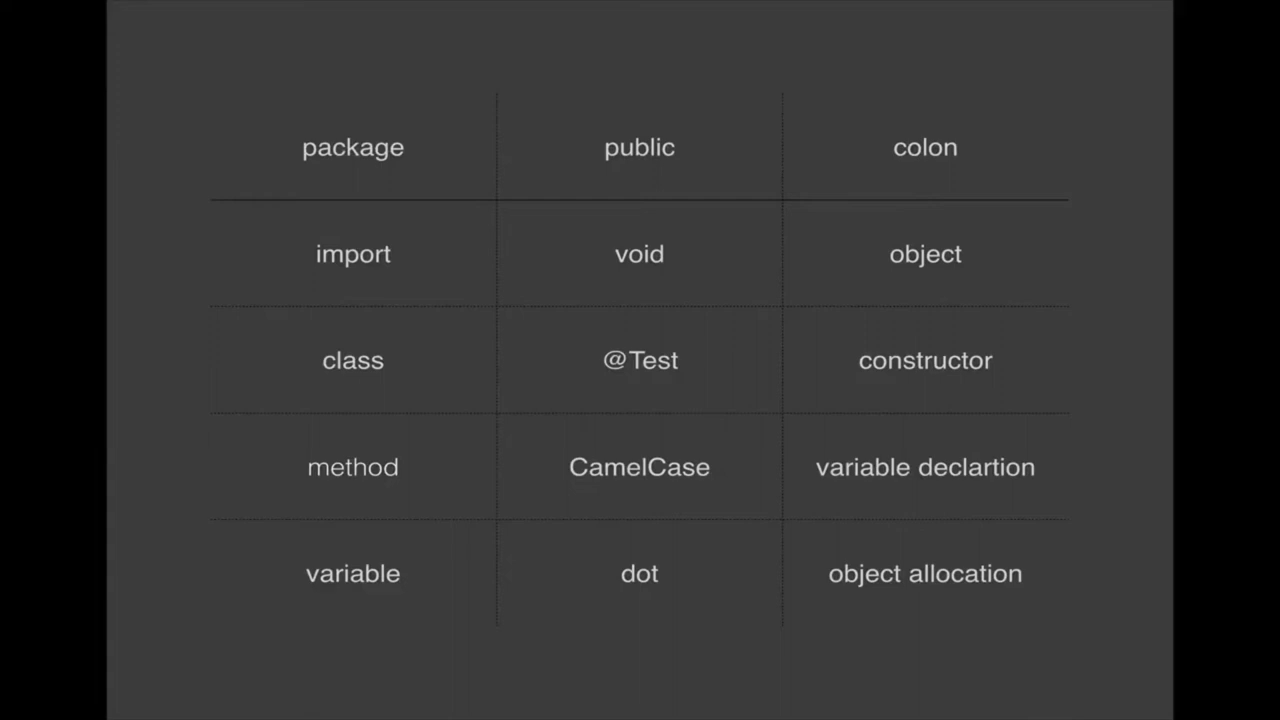 package public colon
import void object
class @Test constructor
method CamelCase variable declartion
variable dot object allocation